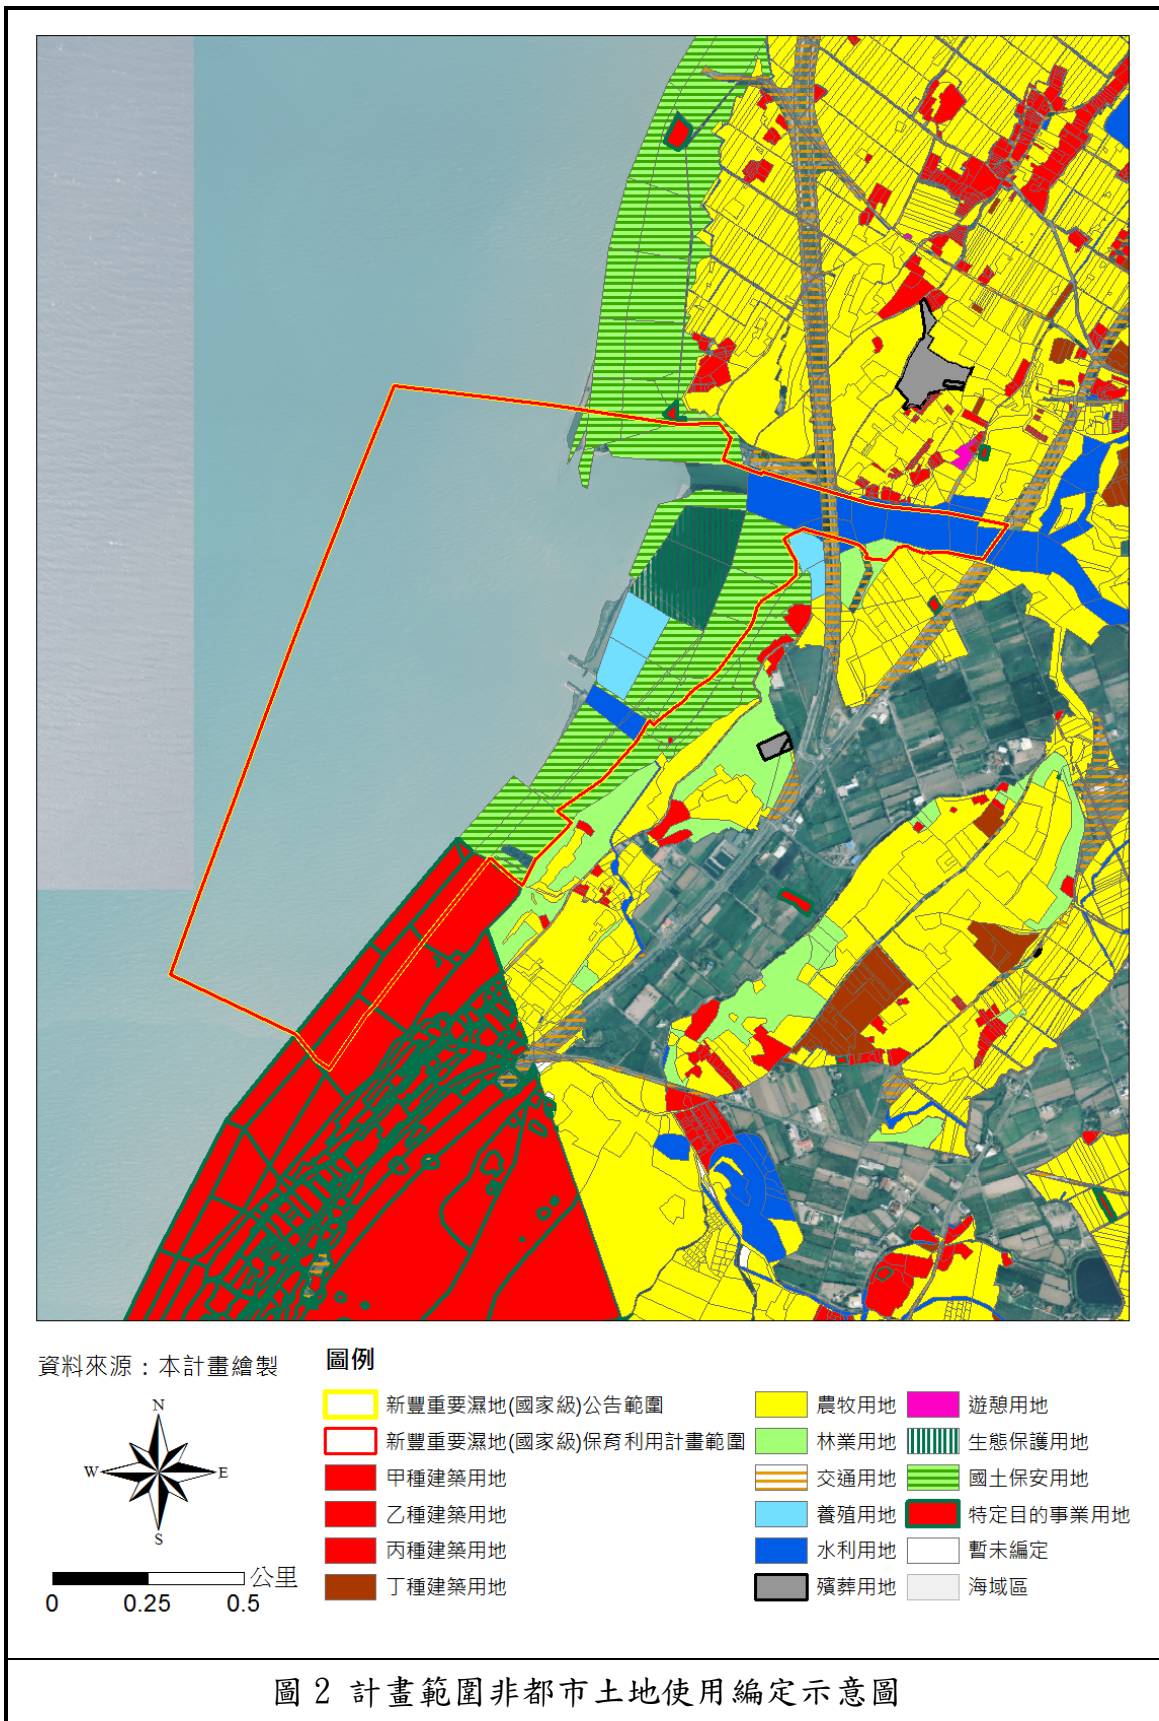 資料來源：本計畫繪製
N
W
E
S
公里
0 0.25 0.5
圖例
新豐重要濕地(國家級)公告範圍
新豐重要濕地(國家級)保育利用計畫範圍
甲種建築用地
乙種建築用地
丙種建築用地
丁種建築用地
農牧用地
林業用地
交通用地
養殖用地
水利用地
殯葬用地
遊憩用地
生態保護用地
國土保安用地
特定目的事業用地
暫未編定
海域區
圖 2 計畫範圍非都市土地使用編定示意圖